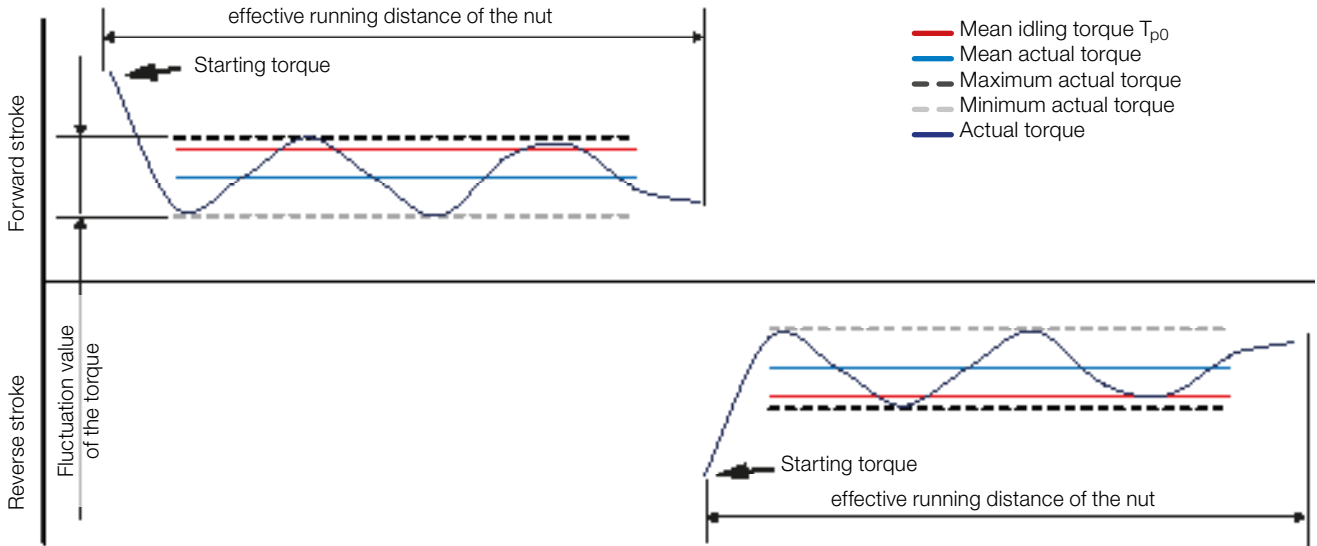 effective running distance of the nut
Starting torque
Mean idling torque Tp0
Mean actual torque
Maximum actual torque
Minimum actual torque
Actual torque
Forward stroke
Reverse stroke
Fluctuation value
of the torque
Starting torque
effective running distance of the nut